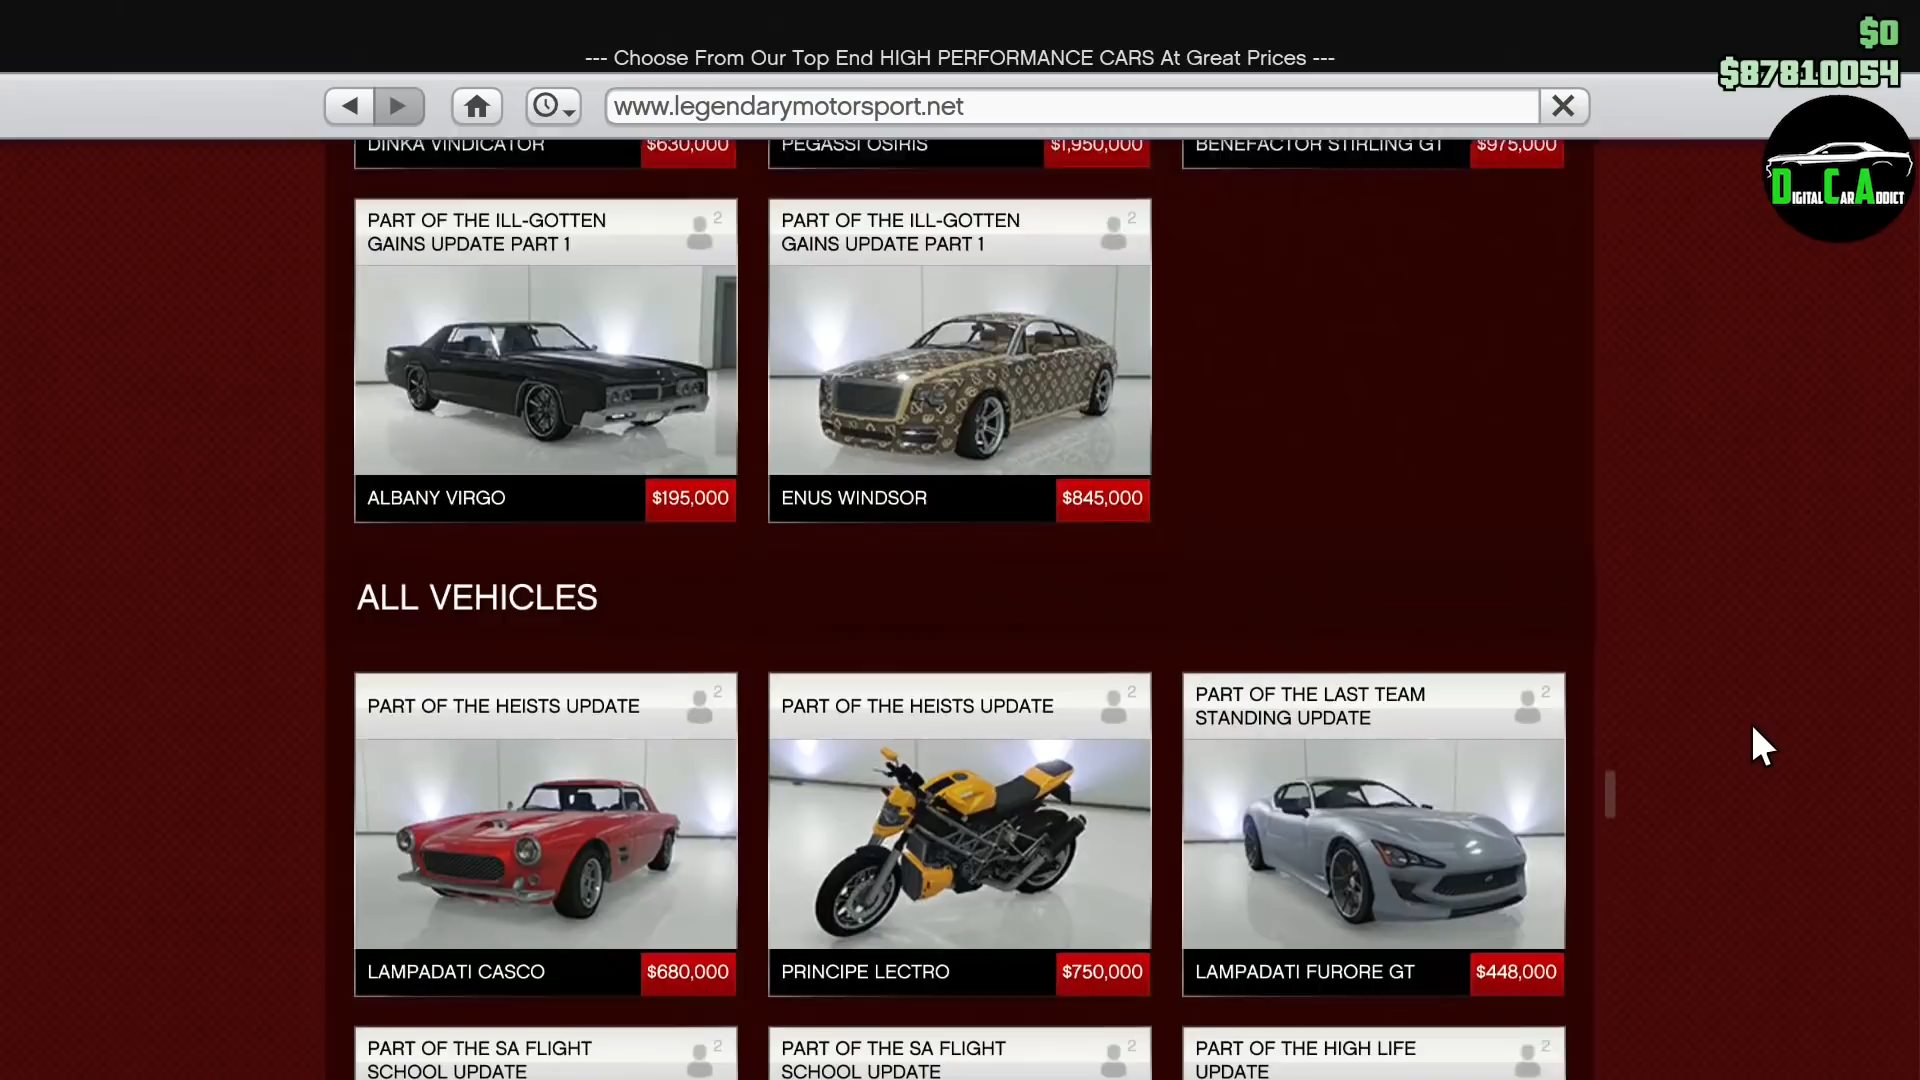 --- Choose From Our Top End HIGH PERFORMANCE CARS At Great Prices ---
$0
$87810054
www.legendarymotorsport.net
DIGITALCARADDICT
DINKA VINDICATOR $630,000
PEGASSI OSIRIS $1,950,000
BENEFACTOR STIRLING GT $975,000
PART OF THE ILL-GOTTEN
GAINS UPDATE PART 1
2
ALBANY VIRGO $195,000
PART OF THE ILL-GOTTEN
GAINS UPDATE PART 1
2
ENUS WINDSOR $845,000
ALL VEHICLES
PART OF THE HEISTS UPDATE
2
LAMPADATI CASCO $680,000
PART OF THE HEISTS UPDATE
2
PRINCIPE LECTRO $750,000
PART OF THE LAST TEAM
STANDING UPDATE
2
LAMPADATI FURORE GT $448,000
PART OF THE SA FLIGHT
SCHOOL UPDATE
2
PART OF THE SA FLIGHT
SCHOOL UPDATE
2
PART OF THE HIGH LIFE
UPDATE
2